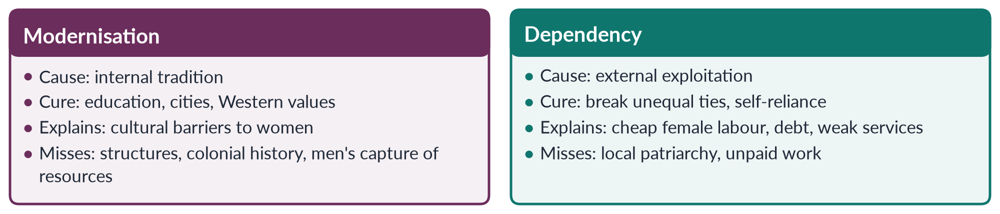 Modernisation
• Cause: internal tradition
• Cure: education, cities, Western values
• Explains: cultural barriers to women
• Misses: structures, colonial history, men's capture of
resources
Dependency
• Cause: external exploitation
• Cure: break unequal ties, self-reliance
• Explains: cheap female labour, debt, weak services
• Misses: local patriarchy, unpaid work